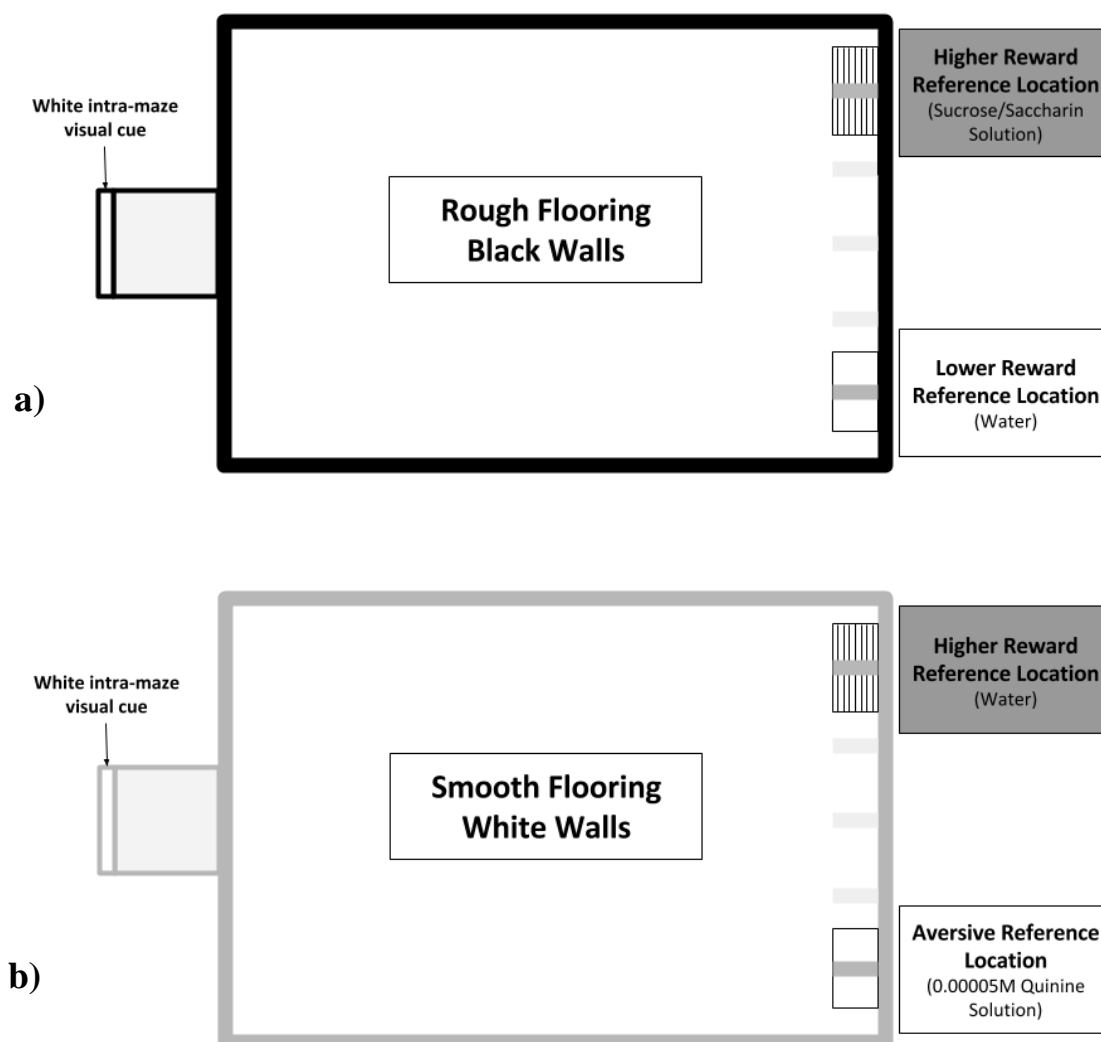 Higher Reward
Reference Location
(Sucrose/Saccharin
Solution)
White intra-maze
visual cue
Rough Flooring
Black Walls
Lower Reward
Reference Location
(Water)
a)
Higher Reward
Reference Location
(Water)
White intra-maze
visual cue
Smooth Flooring
White Walls
Aversive Reference
Location
(0.00005M Quinine
Solution)
b)